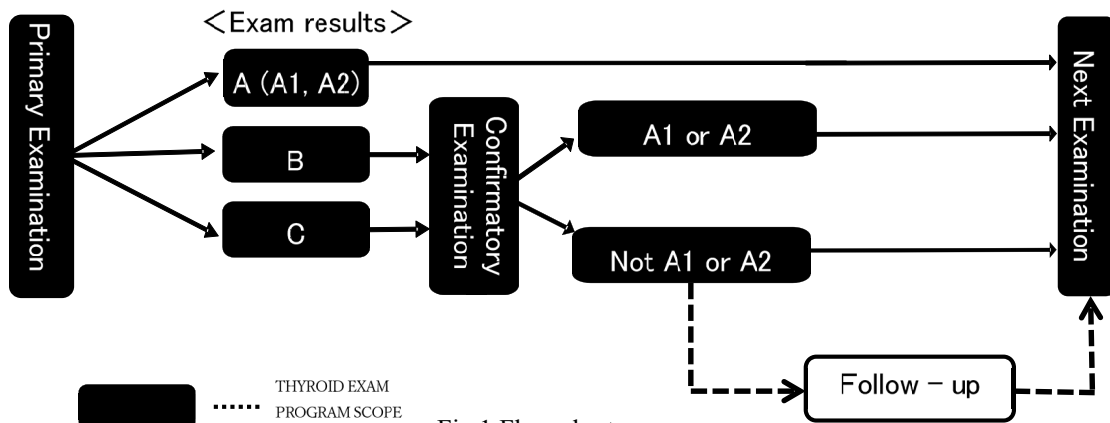 <Exam results>
Primary Examination
A (A1, A2)
B
C
Confirmatory
Examination
A1 or A2
Not A1 or A2
Next Examination
Follow - up
THYROID EXAM
PROGRAM SCOPE